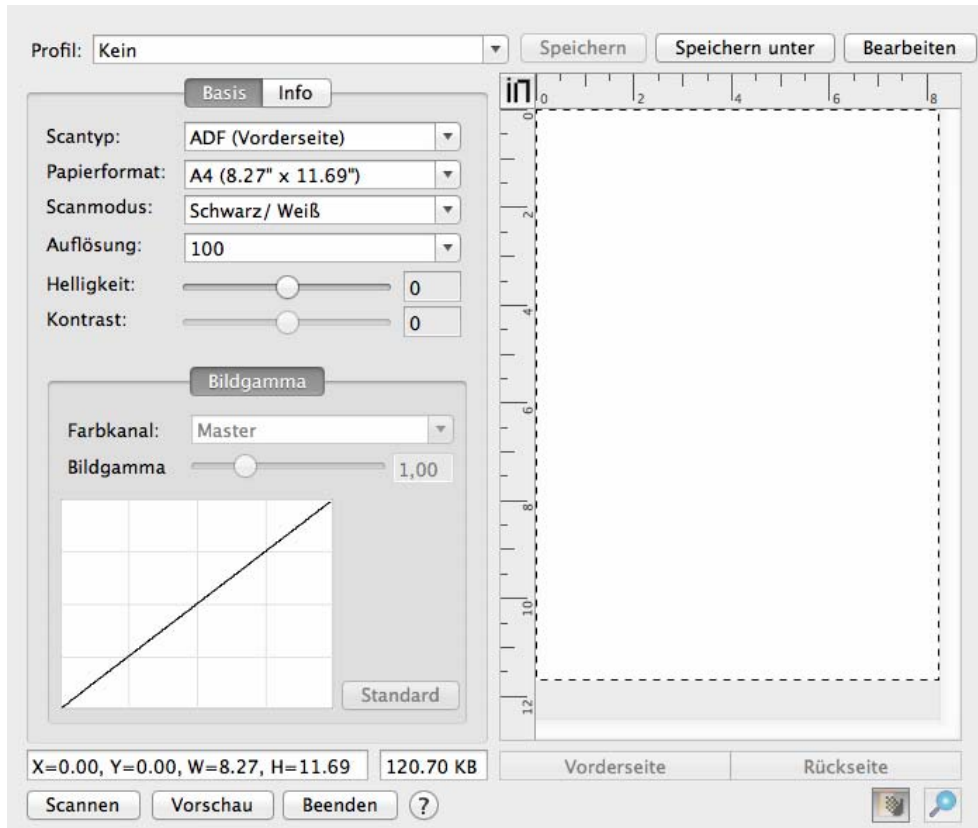 Profil: Kein Speichern Speichern unter Bearbeiten
Basis Info
Scantyp: ADF (Vorderseite)
Papierformat: A4 (8.27" x 11.69")
Scanmodus: Schwarz/ Weiß
Auflösung: 100
Helligkeit: 0
Kontrast: 0
Bildgamma
Farbkanal: Master
Bildgamma 1,00
Standard
X=0.00, Y=0.00, W=8.27, H=11.69 120.70 KB
Scannen Vorschau Beenden ?
in 0 2 4 6 8
0
2
4
6
8
10
12
Vorderseite Rückseite